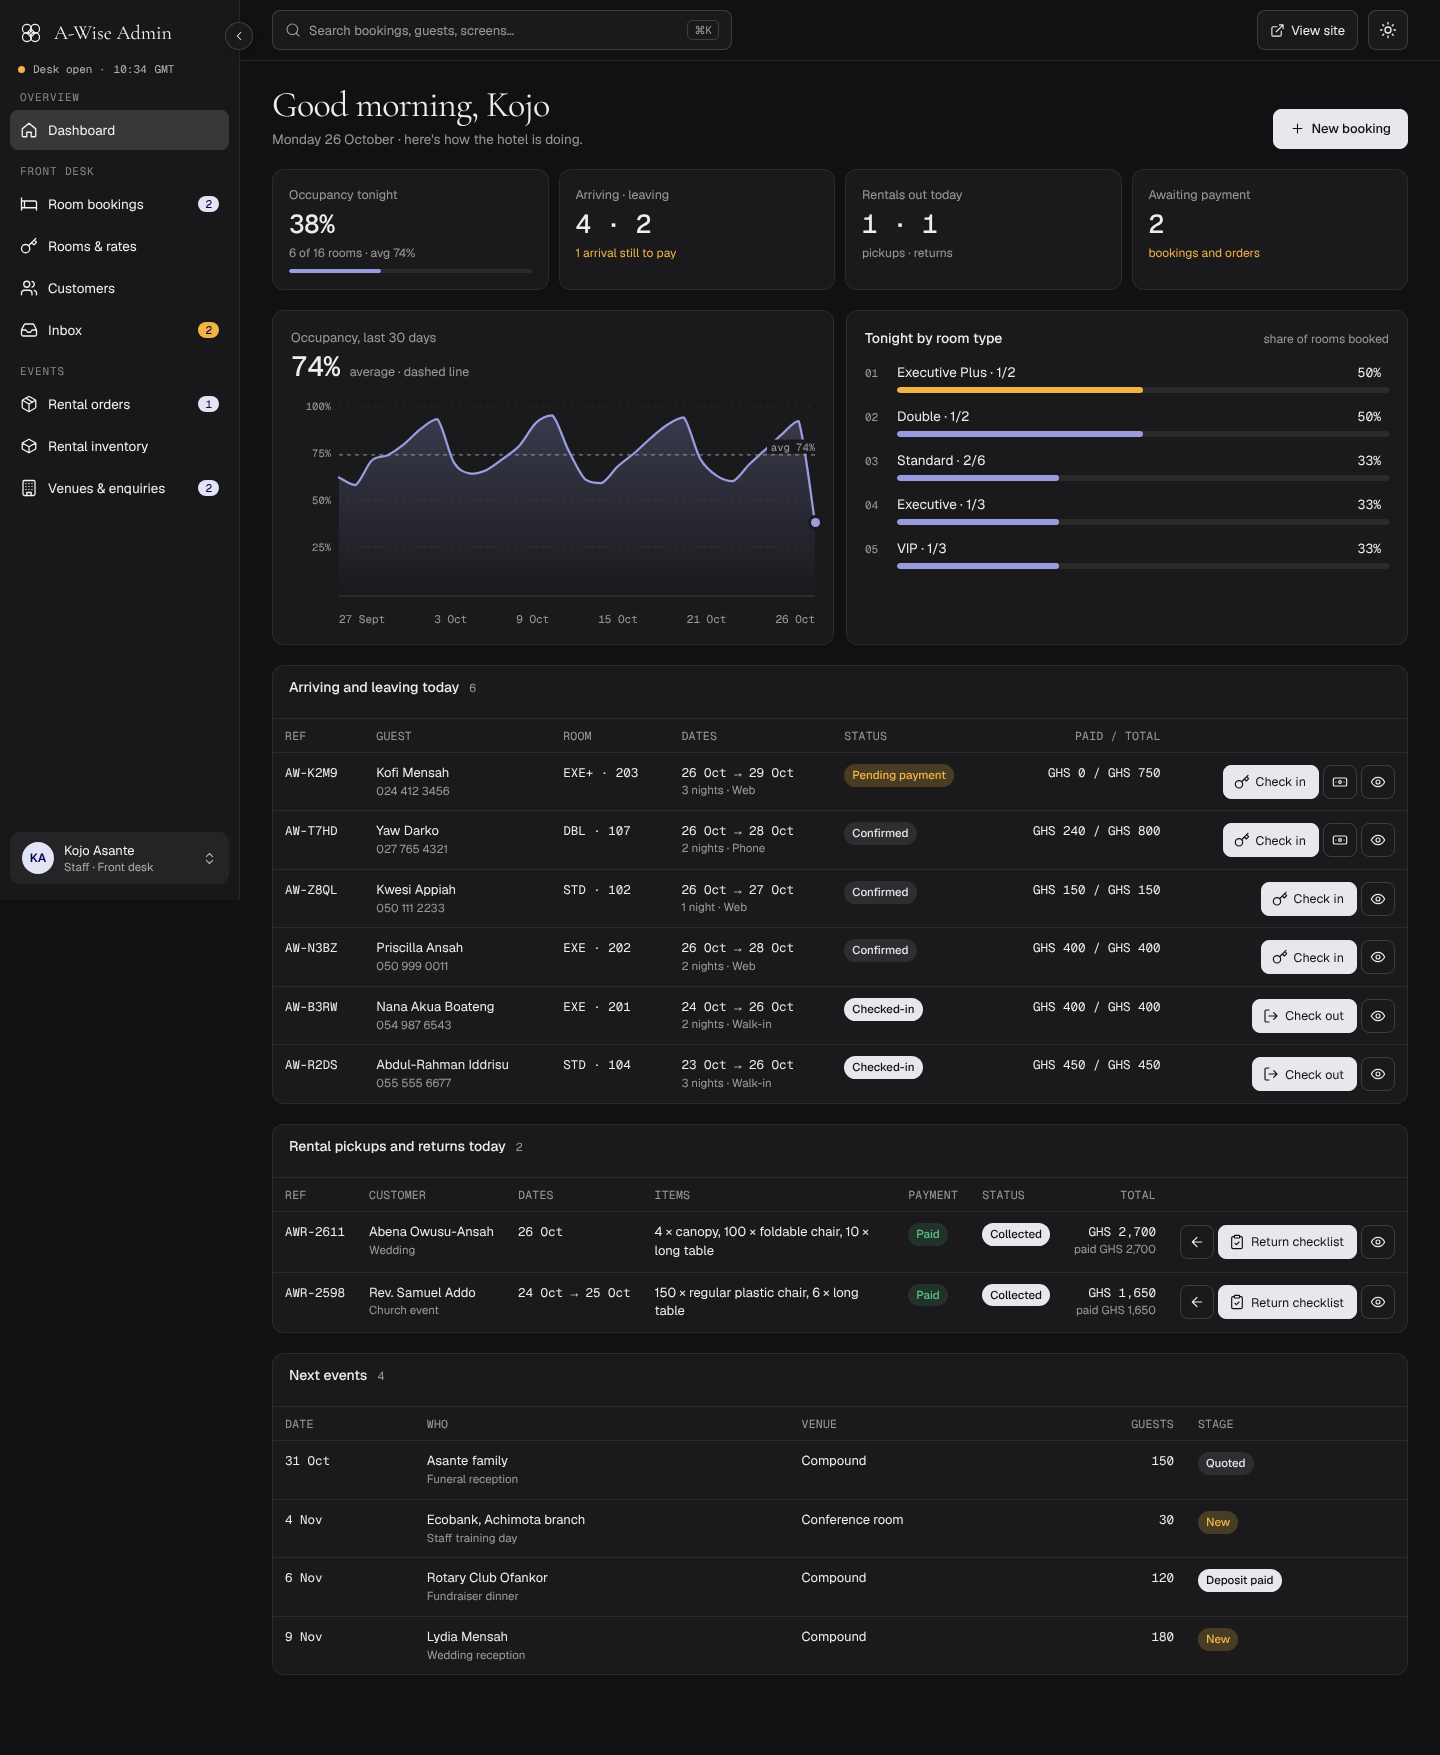 A-Wise Admin
Desk open · 10:34 GMT
OVERVIEW
Dashboard
FRONT DESK
Room bookings 2
Rooms & rates
Customers
Inbox 2
EVENTS
Rental orders 1
Rental inventory
Venues & enquiries 2
KA
Kojo Asante
Staff · Front desk
Search bookings, guests, screens... ⌘K
View site
Good morning, Kojo
Monday 26 October · here's how the hotel is doing.
New booking
Occupancy tonight
38%
6 of 16 rooms · avg 74%
Arriving · leaving
4 · 2
1 arrival still to pay
Rentals out today
1 · 1
pickups · returns
Awaiting payment
2
bookings and orders
Occupancy, last 30 days
74% average · dashed line
100%
75%
50%
25%
avg 74%
27 Sept 3 Oct 9 Oct 15 Oct 21 Oct 26 Oct
Tonight by room type share of rooms booked
01 Executive Plus · 1/2 50%
02 Double · 1/2 50%
03 Standard · 2/6 33%
04 Executive · 1/3 33%
05 VIP · 1/3 33%
Arriving and leaving today 6
REF GUEST ROOM DATES STATUS PAID / TOTAL
AW-K2M9 Kofi Mensah EXE+ · 203 26 Oct → 29 Oct Pending payment GHS 0 / GHS 750 Check in
024 412 3456 3 nights · Web
AW-T7HD Yaw Darko DBL · 107 26 Oct → 28 Oct Confirmed GHS 240 / GHS 800 Check in
027 765 4321 2 nights · Phone
AW-Z8QL Kwesi Appiah STD · 102 26 Oct → 27 Oct Confirmed GHS 150 / GHS 150 Check in
050 111 2233 1 night · Web
AW-N3BZ Priscilla Ansah EXE · 202 26 Oct → 28 Oct Confirmed GHS 400 / GHS 400 Check in
050 999 0011 2 nights · Web
AW-B3RW Nana Akua Boateng EXE · 201 24 Oct → 26 Oct Checked-in GHS 400 / GHS 400 Check out
054 987 6543 2 nights · Walk-in
AW-R2DS Abdul-Rahman Iddrisu STD · 104 23 Oct → 26 Oct Checked-in GHS 450 / GHS 450 Check out
055 555 6677 3 nights · Walk-in
Rental pickups and returns today 2
REF CUSTOMER DATES ITEMS PAYMENT STATUS TOTAL
AWR-2611 Abena Owusu-Ansah 26 Oct 4 × canopy, 100 × foldable chair, 10 × Paid Collected GHS 2,700 Return checklist
Wedding long table paid GHS 2,700
AWR-2598 Rev. Samuel Addo 24 Oct → 25 Oct 150 × regular plastic chair, 6 × long Paid Collected GHS 1,650 Return checklist
Church event table paid GHS 1,650
Next events 4
DATE WHO VENUE GUESTS STAGE
31 Oct Asante family Compound 150 Quoted
Funeral reception
4 Nov Ecobank, Achimota branch Conference room 30 New
Staff training day
6 Nov Rotary Club Ofankor Compound 120 Deposit paid
Fundraiser dinner
9 Nov Lydia Mensah Compound 180 New
Wedding reception